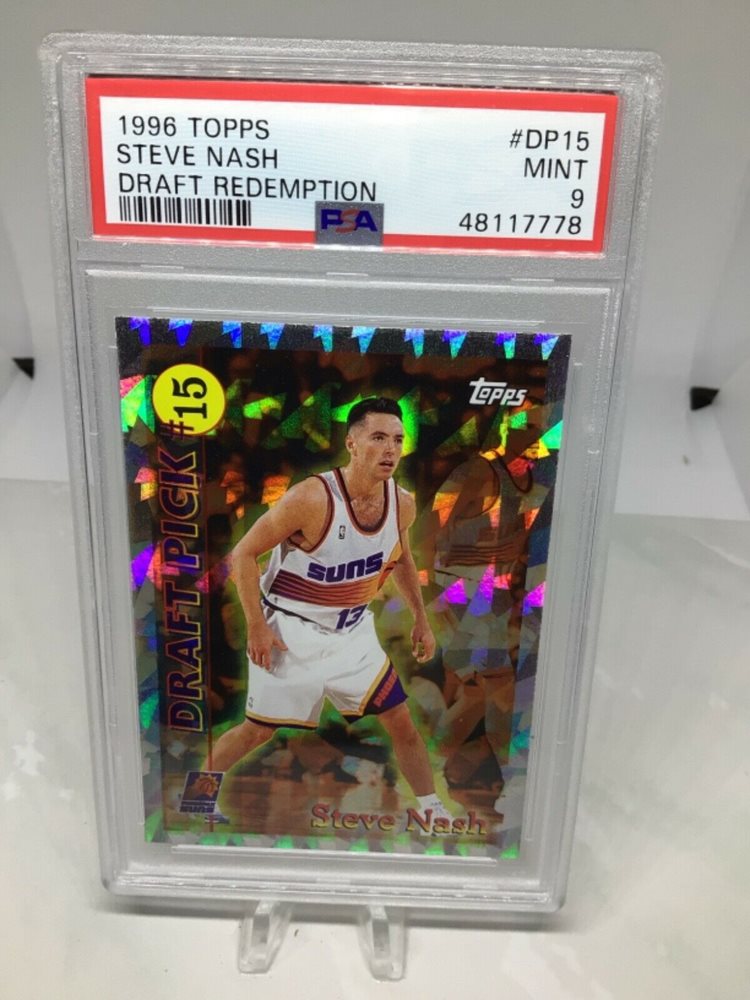 1996 TOPPS #DP15
STEVE NASH MINT
DRAFT REDEMPTION 9
PSA 48117778
topps
DRAFT PICK #15
SUNS
13
SUNS
Steve Nash